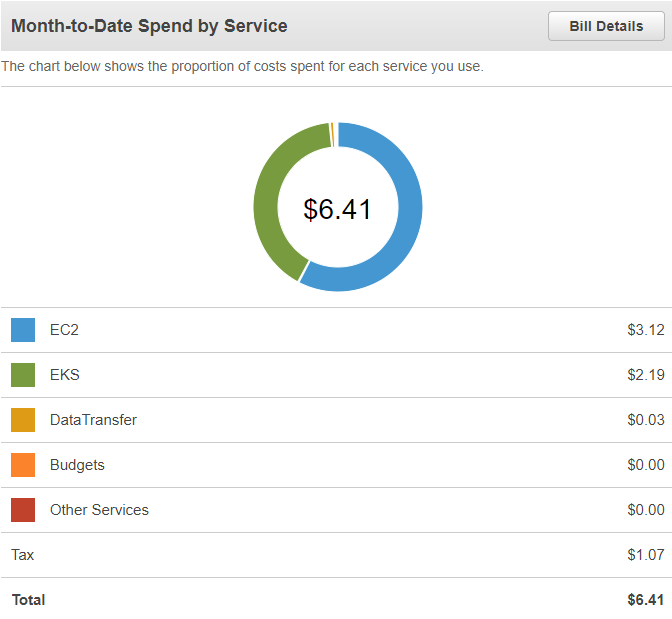 Month-to-Date Spend by Service
Bill Details
The chart below shows the proportion of costs spent for each service you use.
$6.41
EC2 $3.12
EKS $2.19
DataTransfer $0.03
Budgets $0.00
Other Services $0.00
Tax $1.07
Total $6.41